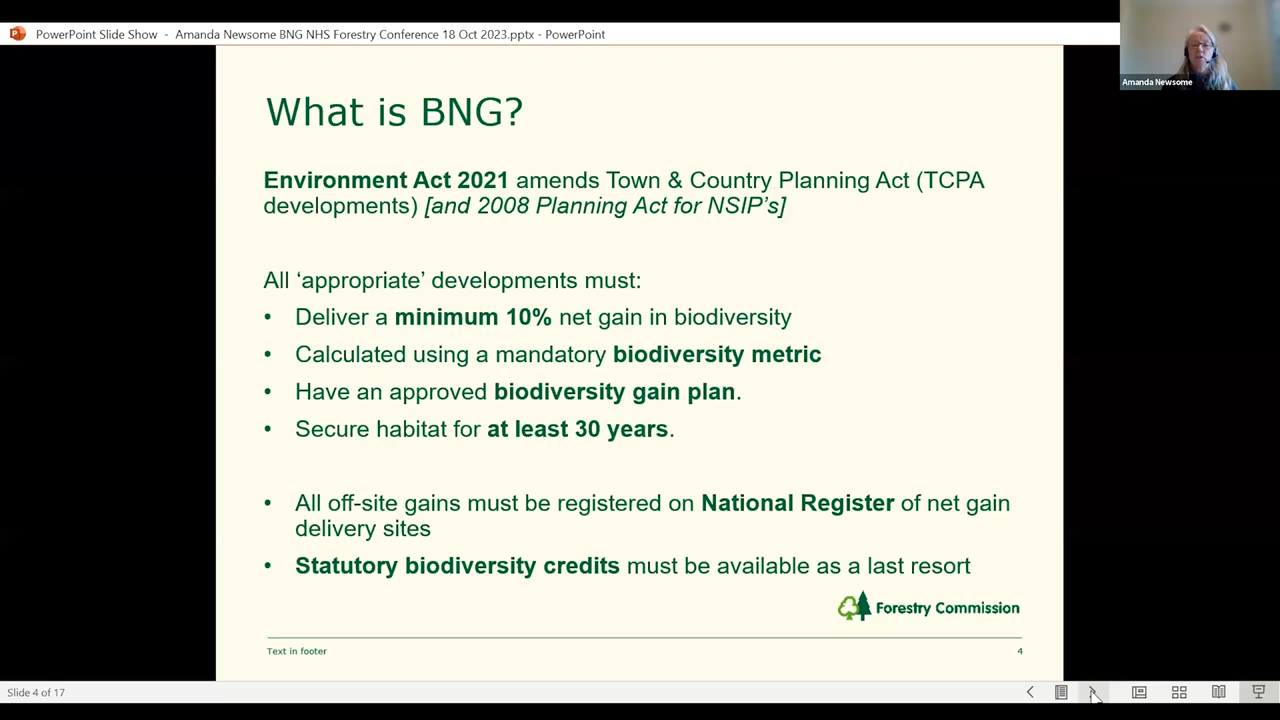 PowerPoint Slide Show - Amanda Newsome BNG NHS Forestry Conference 18 Oct 2023.pptx - PowerPoint
Amanda Newsome
What is BNG?
Environment Act 2021 amends Town & Country Planning Act (TCPA
developments) [and 2008 Planning Act for NSIP’s]
All ‘appropriate’ developments must:
• Deliver a minimum 10% net gain in biodiversity
• Calculated using a mandatory biodiversity metric
• Have an approved biodiversity gain plan.
• Secure habitat for at least 30 years.
• All off-site gains must be registered on National Register of net gain
delivery sites
• Statutory biodiversity credits must be available as a last resort
Forestry Commission
Text in footer 4
Slide 4 of 17